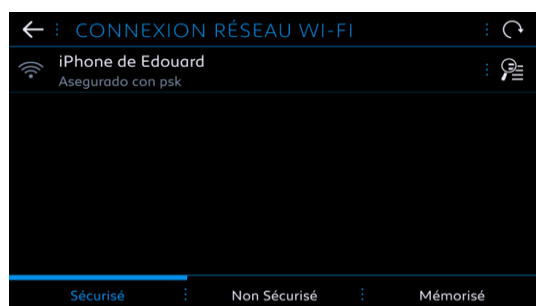 CONNEXION RÉSEAU WI-FI
iPhone de Edouard
Asegurado con psk
Sécurisé
Non Sécurisé
Mémorisé